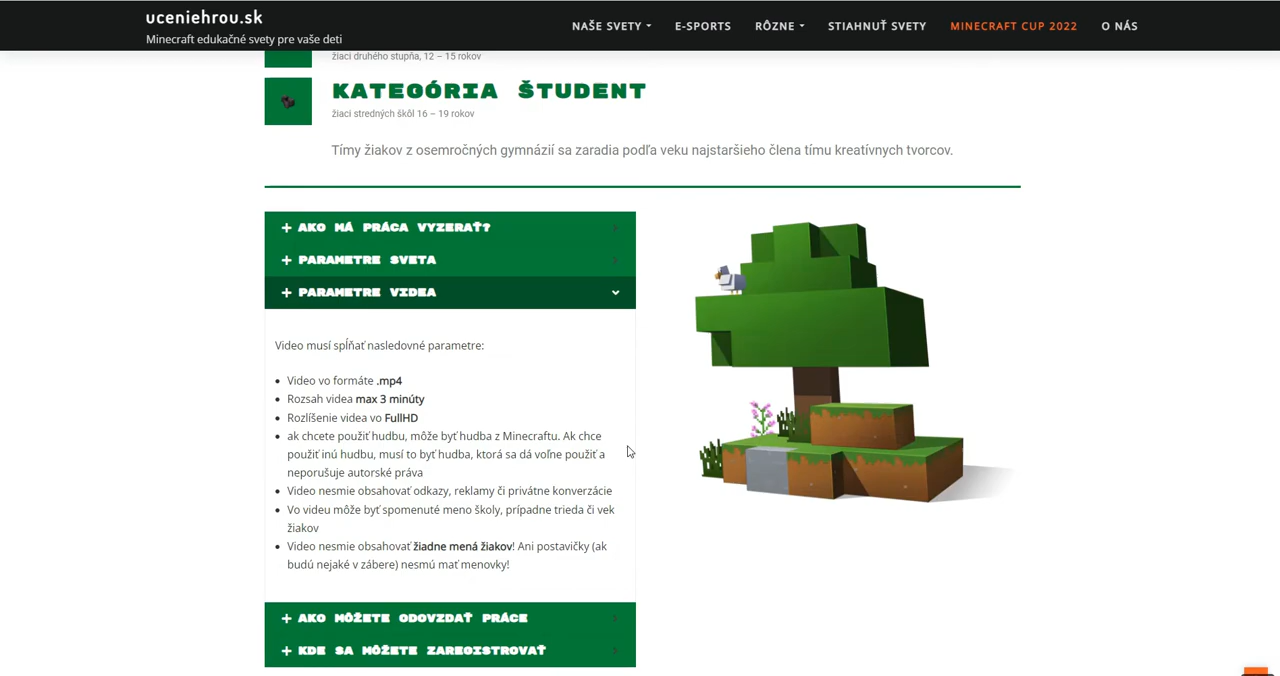 uceniehrou.sk
Minecraft edukačné svety pre vaše deti
NAŠE SVETY
E-SPORTS
RÔZNE
STIAHNUŤ SVETY
MINECRAFT CUP 2022
O NÁS
žiaci druhého stupňa, 12 – 15 rokov
KATEGÓRIA ŠTUDENT
žiaci stredných škôl 16 – 19 rokov
Tímy žiakov z osemročných gymnázií sa zaradia podľa veku najstaršieho člena tímu kreatívnych tvorcov.
+ AKO MÁ PRÁCA VYZERAŤ?
+ PARAMETRE SVETA
+ PARAMETRE VIDEA
Video musí spĺňať nasledovné parametre:
• Video vo formáte .mp4
• Rozsah videa max 3 minúty
• Rozlíšenie videa vo FullHD
• ak chcete použiť hudbu, môže byť hudba z Minecraftu. Ak chce
použiť inú hudbu, musí to byť hudba, ktorá sa dá voľne použiť a
neporušuje autorské práva
• Video nesmie obsahovať odkazy, reklamy či privátne konverzácie
• Vo videu môže byť spomenuté meno školy, prípadne trieda či vek
žiakov
• Video nesmie obsahovať žiadne mená žiakov! Ani postavičky (ak
budú nejaké v zábere) nesmú mať menovky!
+ AKO MÔŽETE ODOVZDAŤ PRÁCE
+ KDE SA MÔŽETE ZAREGISTROVAŤ